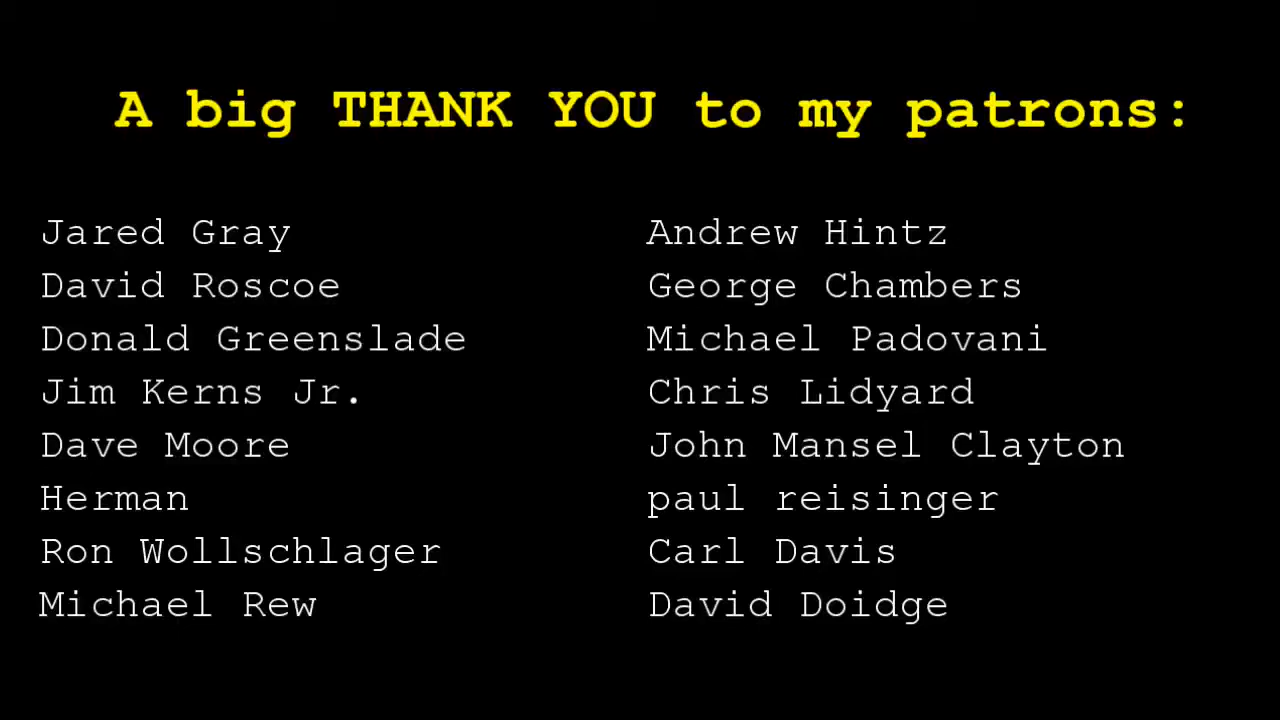 A big THANK YOU to my patrons:
Jared Gray
David Roscoe
Donald Greenslade
Jim Kerns Jr.
Dave Moore
Herman
Ron Wollschlager
Michael Rew
Andrew Hintz
George Chambers
Michael Padovani
Chris Lidyard
John Mansel Clayton
paul reisinger
Carl Davis
David Doidge